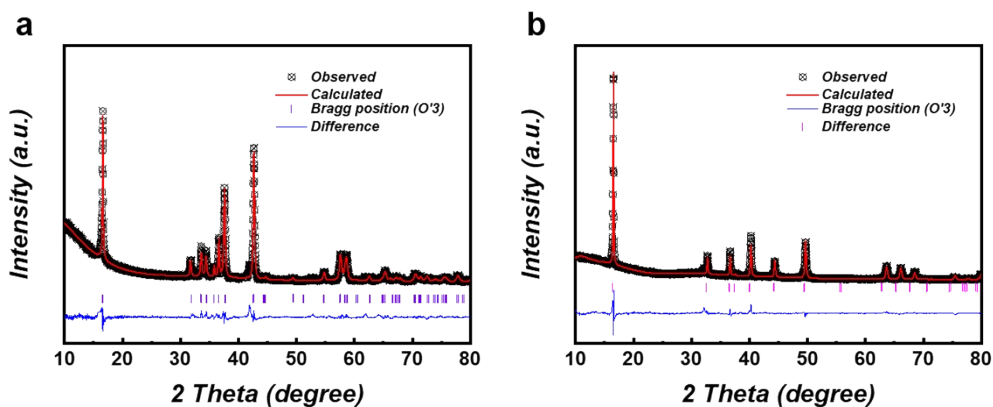 a
Intensity (a.u.)
Observed
Calculated
Bragg position (O'3)
Difference
10 20 30 40 50 60 70 80
2 Theta (degree)
b
Intensity (a.u.)
Observed
Calculated
Bragg position (O'3)
Difference
10 20 30 40 50 60 70 80
2 Theta (degree)